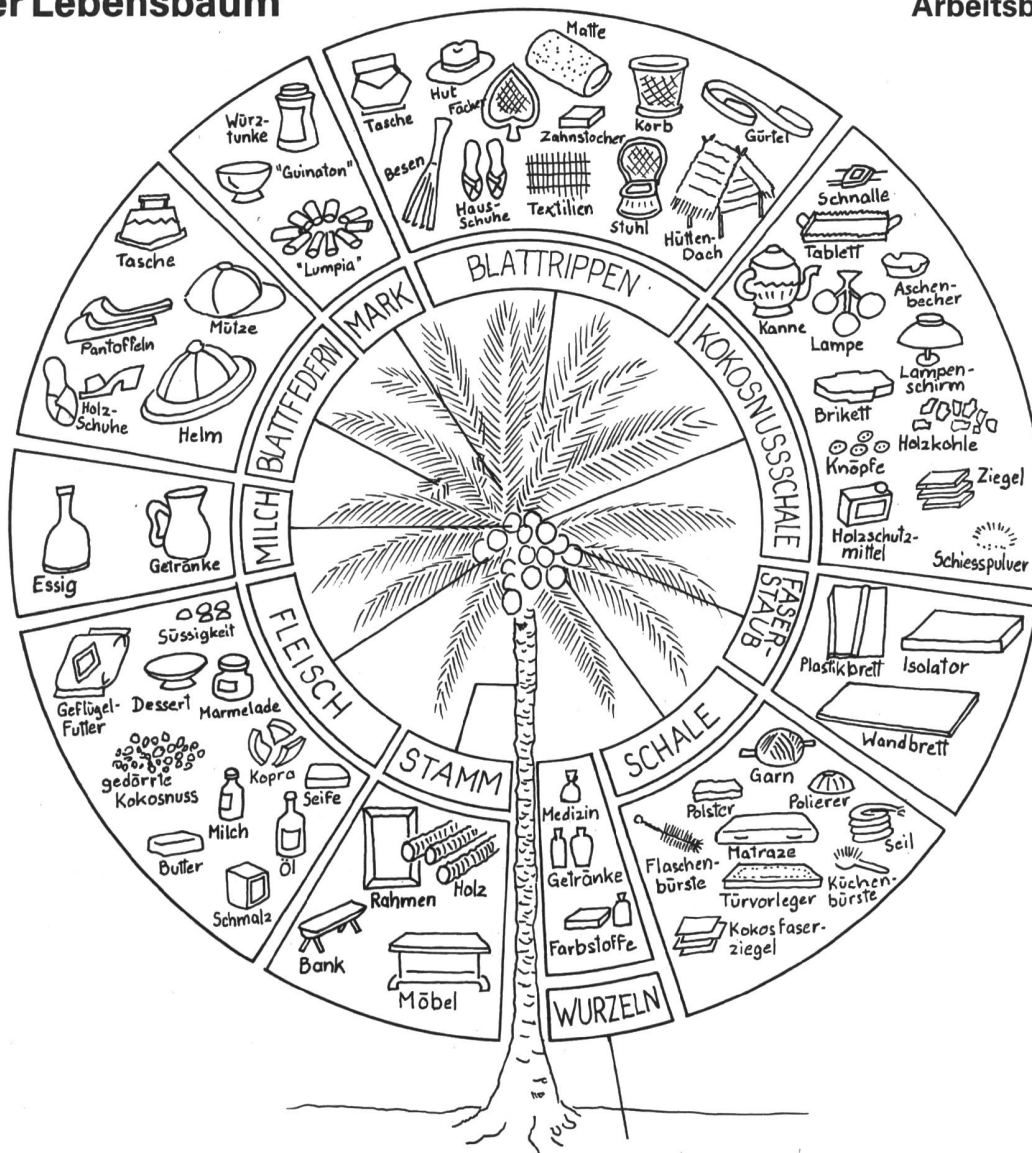 er Lebensbaum
Arbeitsb
BLATTRIPPEN
Tasche
Hut
Fächer
Matte
Zahnstocher
Korb
Gürtel
Besen
Haus-
Schuhe
Textilien
Stuhl
Hütten-
Dach
KOKOSNUSSSCHALE
Schnalle
Tablett
Kanne
Lampe
Aschen-
becher
Lampen-
schirm
Brikett
Holzkohle
Knöpfe
Ziegel
Holzschutz-
mittel
Schiesspulver
FASER-
STAUB
Plastikbrett
Isolator
Wandbrett
SCHALE
Garn
Polster
Polierer
Flaschen-
bürste
Matraze
Seil
Türvorleger
Küchen-
bürste
Kokosfaser-
ziegel
Medizin
Getränke
Farbstoffe
WURZELN
STAMM
Rahmen
Holz
Bank
Möbel
FLEISCH
Süssigkeit
Geflügel-
Futter
Dessert
Marmelade
gedörrte
Kokosnuss
Kopra
Seife
Milch
Butter
Öl
Schmalz
MILCH
Essig
Getränke
BLATTFEDERN
Tasche
Mütze
Pantoffeln
Holz-
Schuhe
Helm
MARK
Würz-
tunke
"Guinaton"
"Lumpia"